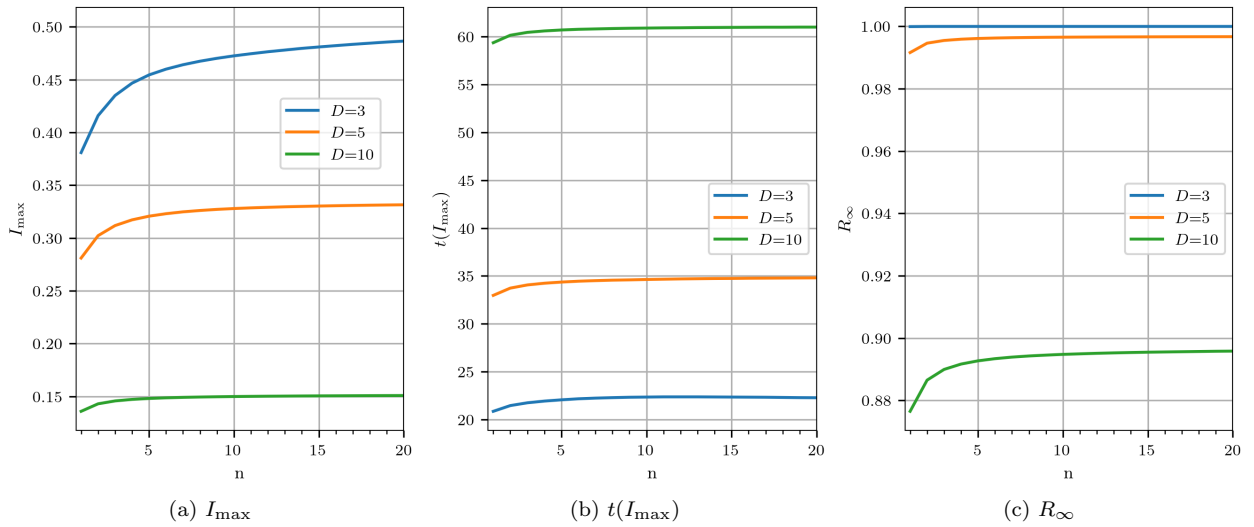 0.50
0.45
0.40
0.35
0.30
0.25
0.20
0.15
I_max
5
10
15
20
n
D=3
D=5
D=10
(a) I_max
60
55
50
45
40
35
30
25
20
t(I_max)
5
10
15
20
n
D=3
D=5
D=10
(b) t(I_max)
1.00
0.98
0.96
0.94
0.92
0.90
0.88
R_∞
5
10
15
20
n
D=3
D=5
D=10
(c) R_∞